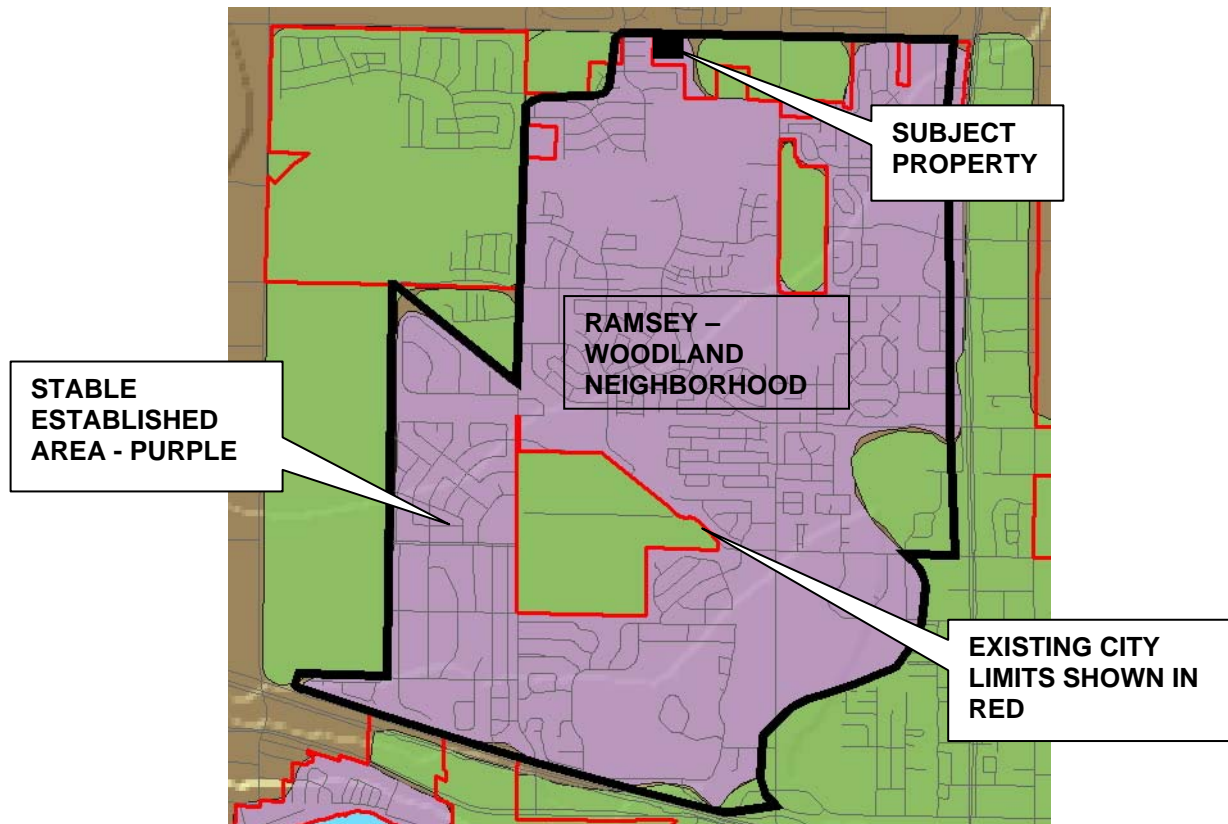 SUBJECT
PROPERTY
RAMSEY –
WOODLAND
NEIGHBORHOOD
STABLE
ESTABLISHED
AREA - PURPLE
EXISTING CITY
LIMITS SHOWN IN
RED